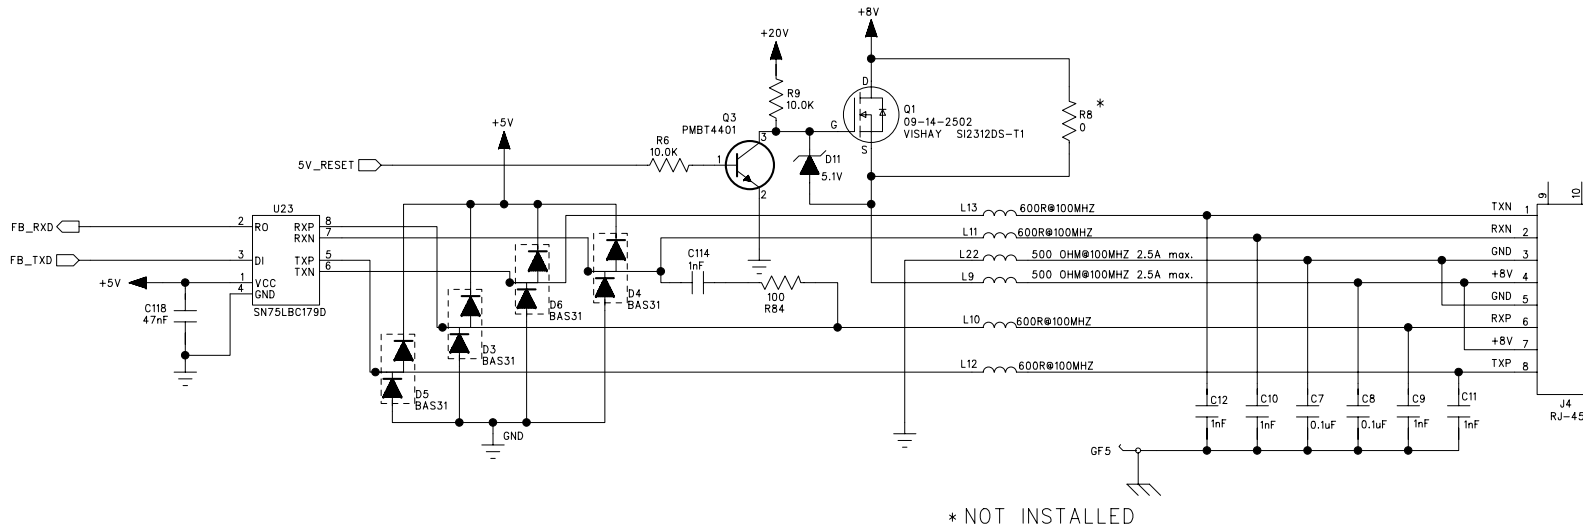 +8V
+20V
R9
10.0K
D
G
S
Q1
09-14-2502
VISHAY SI2312DS-T1
R8 *
0
Q3
PMBT4401
3
1
2
D11
5.1V
+5V
R6
10.0K
5V_RESET
U23
FB_RXD
2 RO
RXP 8
RXN 7
FB_TXD
3 DI
TXP 5
TXN 6
+5V
1 VCC
4 GND
SN75LBC179D
C118
47nF
D6
BAS31
D4
BAS31
D3
BAS31
D5
BAS31
GND
C114
1nF
100
R84
L13 600R@100MHZ
L11 600R@100MHZ
L22 500 OHM@100MHZ 2.5A max.
L9 500 OHM@100MHZ 2.5A max.
L10 600R@100MHZ
L12 600R@100MHZ
9
10
TXN 1
RXN 2
GND 3
+8V 4
GND 5
RXP 6
+8V 7
TXP 8
J4
RJ-45
C12
1nF
C10
1nF
C7
0.1uF
C8
0.1uF
C9
1nF
C11
1nF
GF5
* NOT INSTALLED